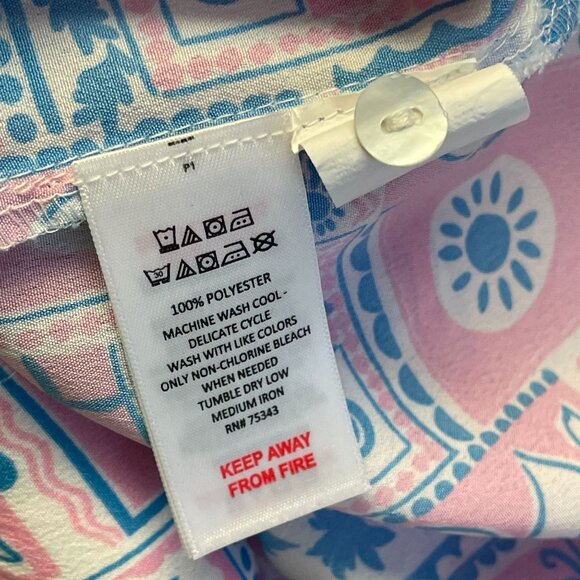 P1
30
100% POLYESTER
MACHINE WASH COOL -
DELICATE CYCLE
WASH WITH LIKE COLORS
ONLY NON-CHLORINE BLEACH
WHEN NEEDED
TUMBLE DRY LOW
MEDIUM IRON
RN# 75343
KEEP AWAY
FROM FIRE